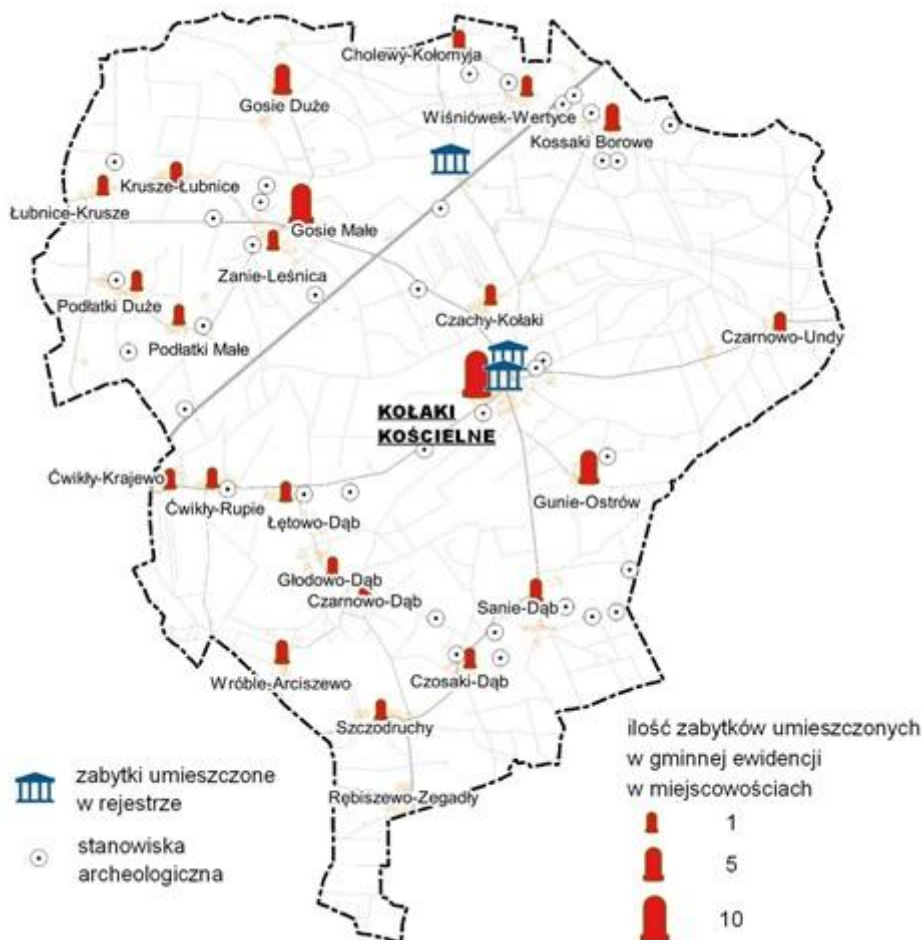 Cholewy-Kołomyja
Gosie Duże
Wiśniówek-Wertyce
Kossaki Borowe
Krusze-Łubnice
Łubnice-Krusze
Gosie Małe
Zanie-Leśnica
Podłatki Duże
Czachy-Kołaki
Podłatki Małe
Czarnowo-Undy
KOŁAKI
KOŚCIELNE
Ćwikły-Krajewo
Ćwikły-Rupie
Gunie-Ostrów
Łętowo-Dąb
Głodowo-Dąb
Czarnowo-Dąb
Sanie-Dąb
Wróble-Arciszewo
Czosaki-Dąb
Szczodruchy
Rębiszewo-Zegadły
zabytki umieszczone
w rejestrze
stanowiska
archeologiczna
ilość zabytków umieszczonych
w gminnej ewidencji
w miejscowościach
1
5
10